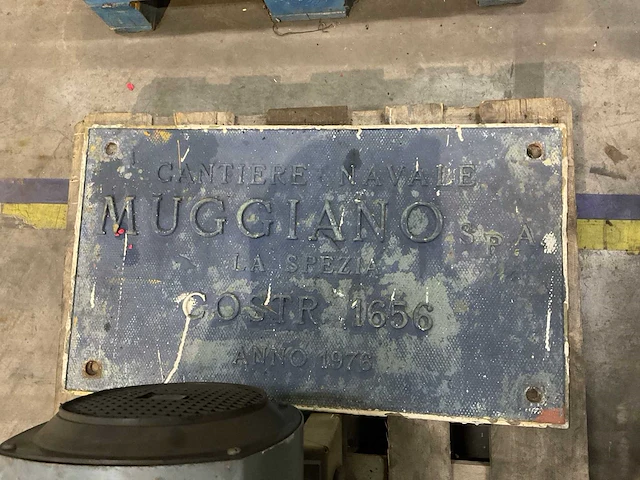 CANTIERE NAVALE
MUGGIANO S.P.A.
LA SPEZIA
COSTR 1656
ANNO 1976